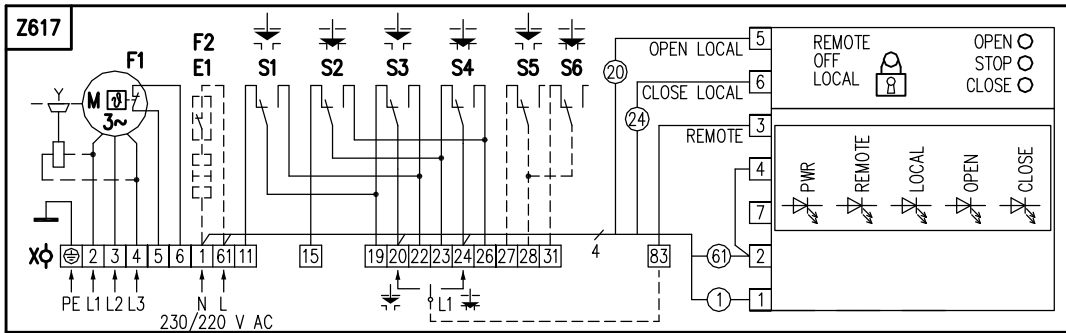 Z617
F1
F2
E1
S1
S2
S3
S4
S5
S6
Y
M
ϑ
3~
OPEN LOCAL
CLOSE LOCAL
REMOTE
20
24
61
1
5
6
3
4
7
2
1
REMOTE
OFF
LOCAL
OPEN
STOP
CLOSE
PWR
REMOTE
LOCAL
OPEN
CLOSE
X
2 3 4 5 6 1 61 11 15 19 20 22 23 24 26 27 28 31 83
4
PE L1 L2 L3 N L
L1
230/220 V AC